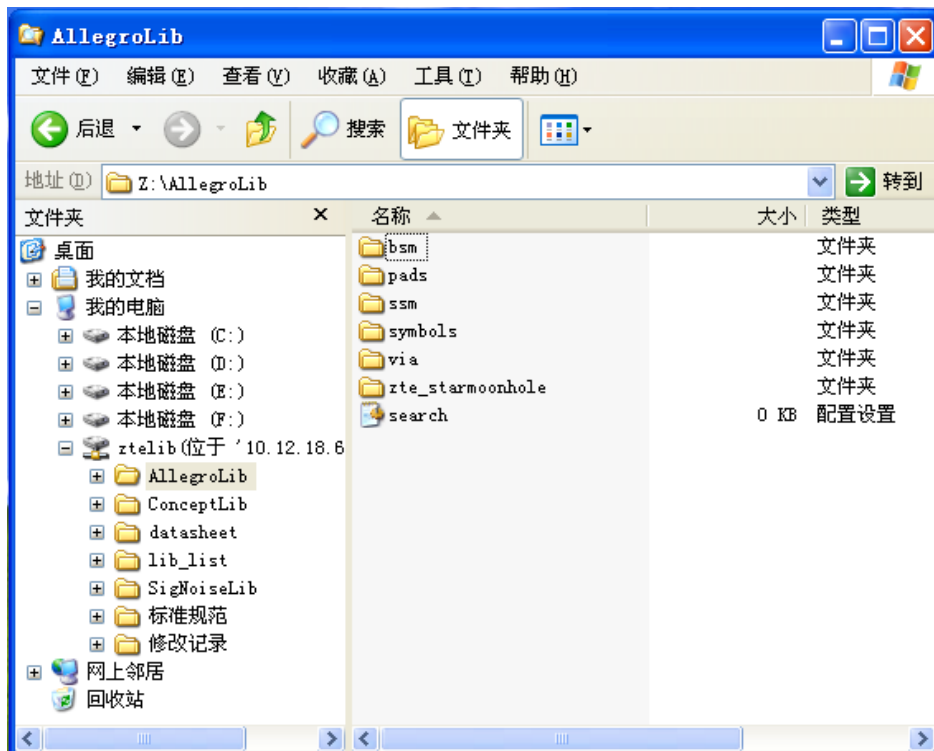 AllegroLib
文件(F) 编辑(E) 查看(V) 收藏(A) 工具(T) 帮助(H)
后退 搜索 文件夹
地址(D) Z:\AllegroLib 转到
文件夹 × 名称 大小 类型
桌面
我的文档
我的电脑
本地磁盘 (C:)
本地磁盘 (D:)
本地磁盘 (E:)
本地磁盘 (F:)
ztelib(位于 '10.12.18.6
AllegroLib
ConceptLib
datasheet
lib_list
SigNoiseLib
标准规范
修改记录
网上邻居
回收站
bsm 文件夹
pads 文件夹
ssm 文件夹
symbols 文件夹
via 文件夹
zte_starmoonhole 文件夹
search 0 KB 配置设置